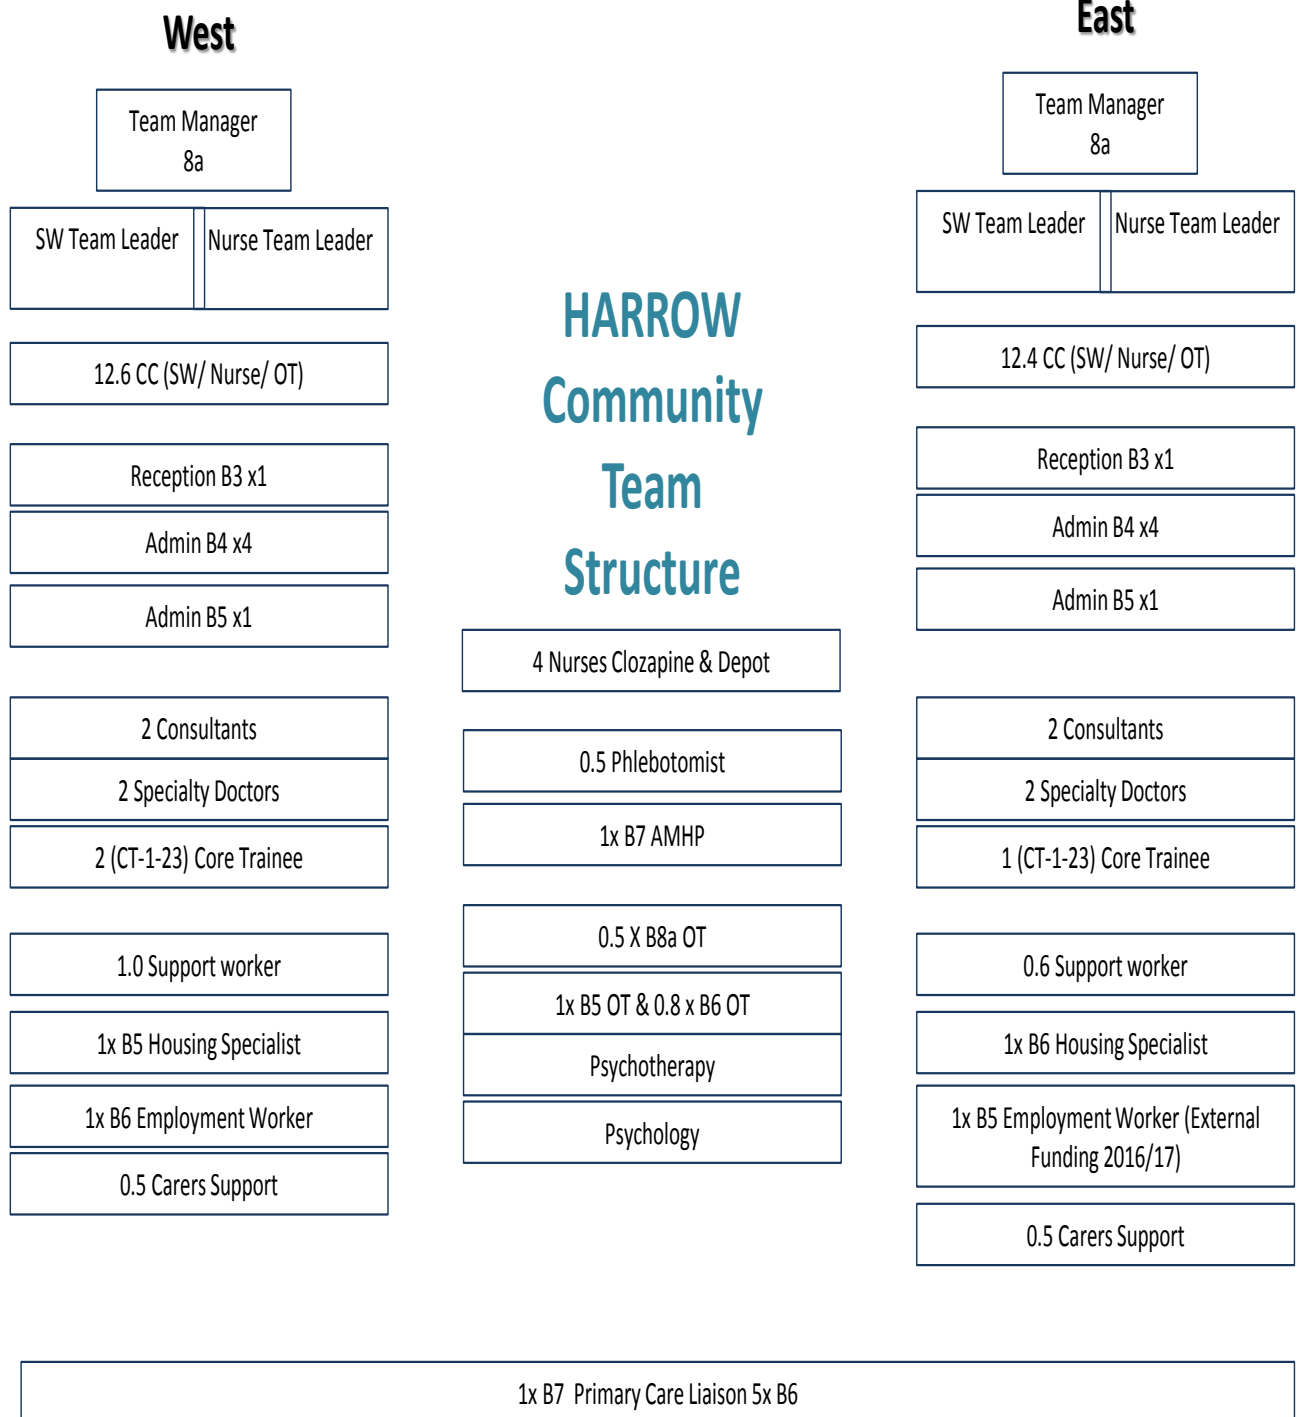 West
Team Manager
8a
SW Team Leader
Nurse Team Leader
12.6 CC (SW/ Nurse/ OT)
Reception B3 x1
Admin B4 x4
Admin B5 x1
2 Consultants
2 Specialty Doctors
2 (CT-1-23) Core Trainee
1.0 Support worker
1x B5 Housing Specialist
1x B6 Employment Worker
0.5 Carers Support
HARROW
Community
Team
Structure
4 Nurses Clozapine & Depot
0.5 Phlebotomist
1x B7 AMHP
0.5 X B8a OT
1x B5 OT & 0.8 x B6 OT
Psychotherapy
Psychology
East
Team Manager
8a
SW Team Leader
Nurse Team Leader
12.4 CC (SW/ Nurse/ OT)
Reception B3 x1
Admin B4 x4
Admin B5 x1
2 Consultants
2 Specialty Doctors
1 (CT-1-23) Core Trainee
0.6 Support worker
1x B6 Housing Specialist
1x B5 Employment Worker (External
Funding 2016/17)
0.5 Carers Support
1x B7 Primary Care Liaison 5x B6